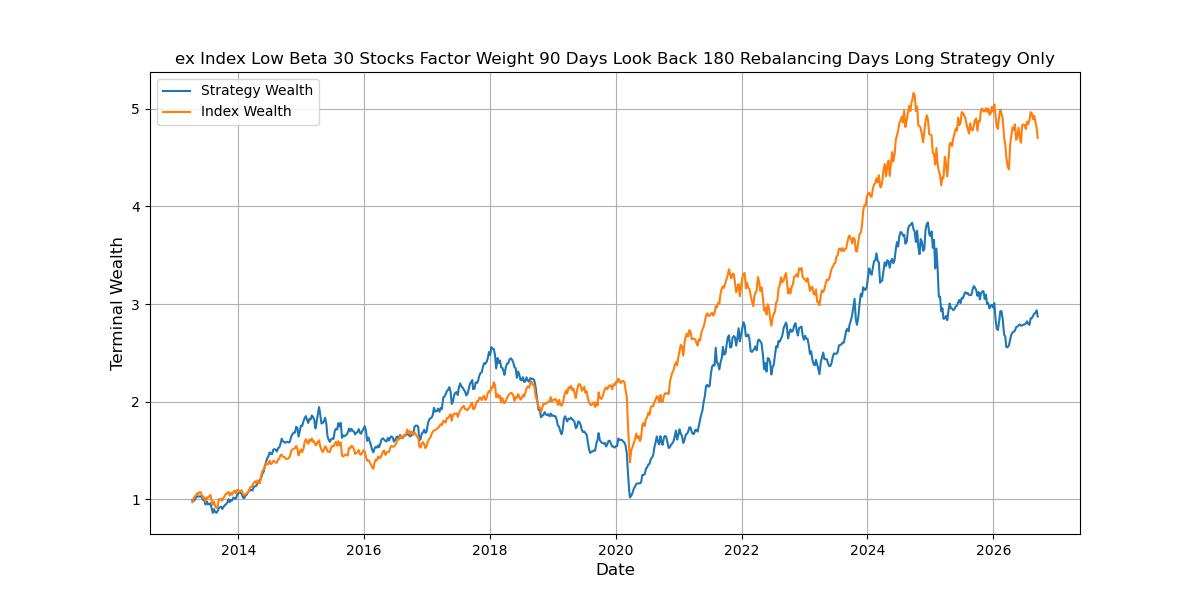 ex Index Low Beta 30 Stocks Factor Weight 90 Days Look Back 180 Rebalancing Days Long Strategy Only
Strategy Wealth
Index Wealth
Terminal Wealth
5
4
3
2
1
2014 2016 2018 2020 2022 2024 2026
Date